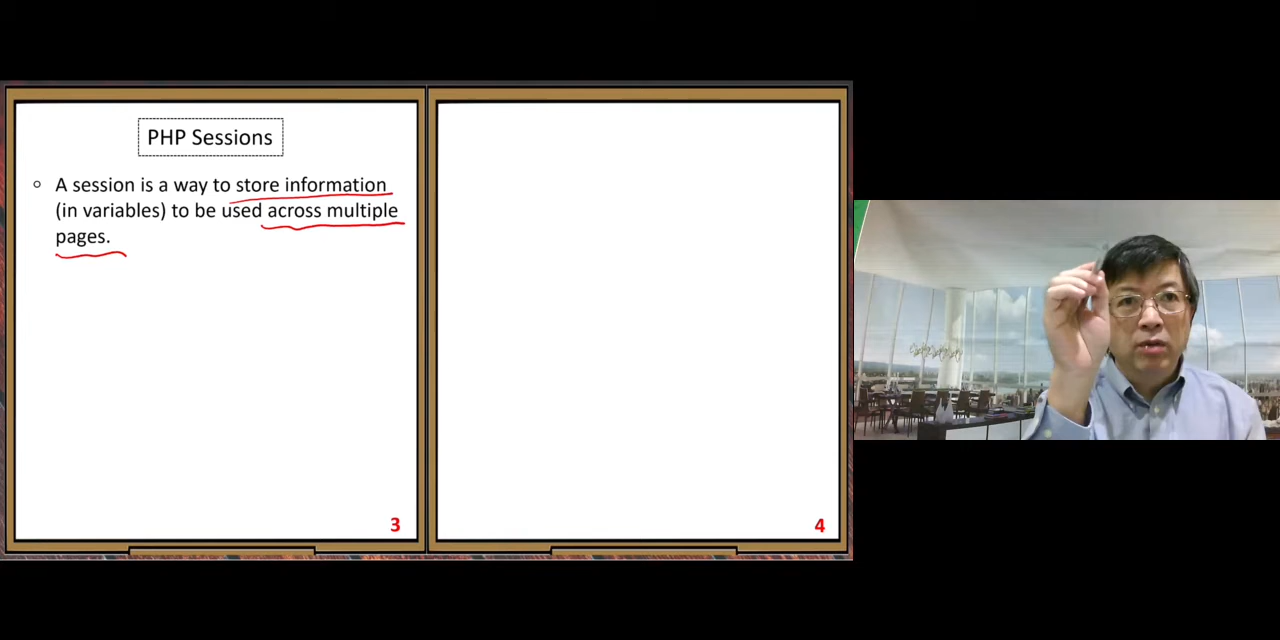 PHP Sessions
○ A session is a way to store information
(in variables) to be used across multiple
pages.
3
4